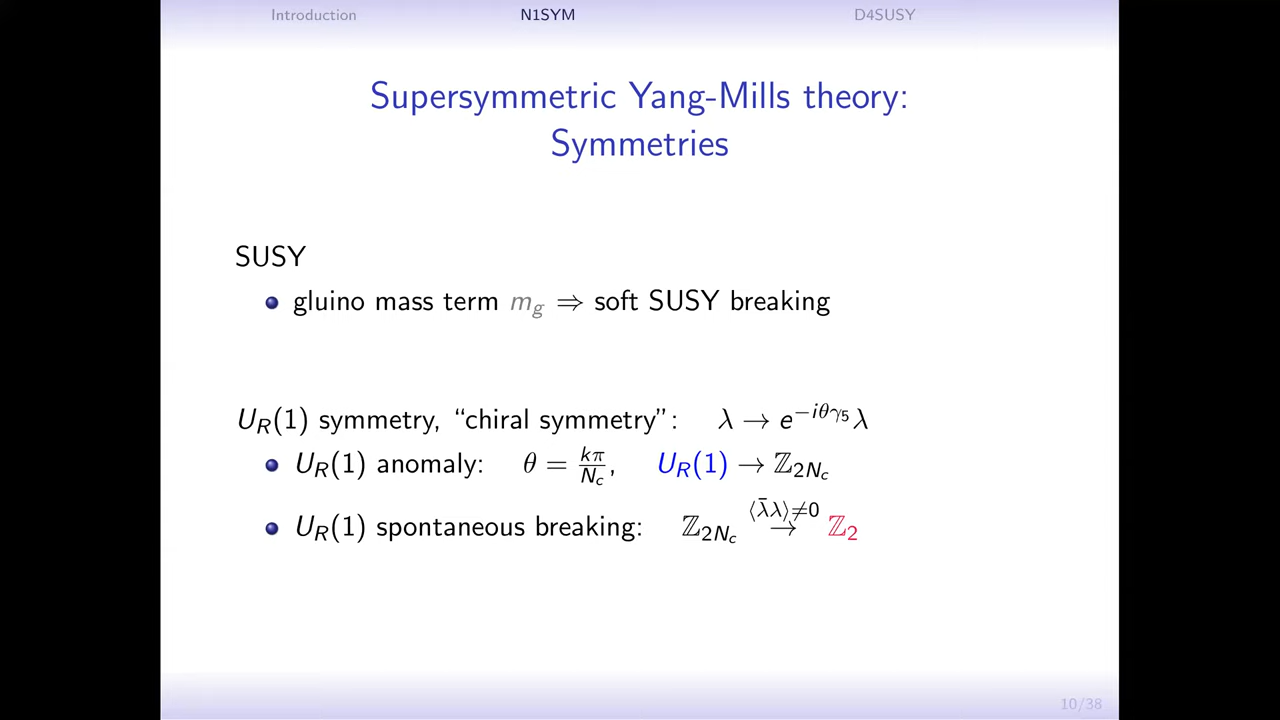 Introduction N1SYM D4SUSY
Supersymmetric Yang-Mills theory:
Symmetries
SUSY
gluino mass term m_g ⇒ soft SUSY breaking
U_R(1) symmetry, “chiral symmetry”: λ → e^{−iθγ_5}λ
U_R(1) anomaly: θ = kπ/N_c, U_R(1) → ℤ_{2N_c}
U_R(1) spontaneous breaking: ℤ_{2N_c} →^{⟨λ̄λ⟩≠0} ℤ_2
10/38